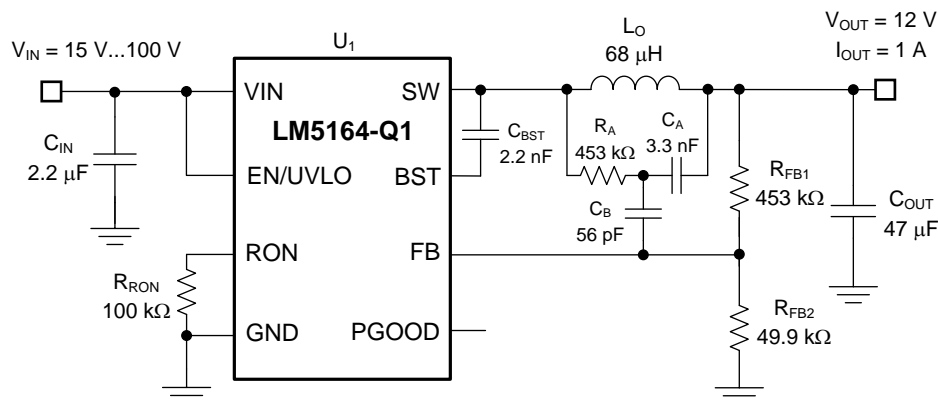 V_IN = 15 V...100 V
U₁
L_O
68 μH
V_OUT = 12 V
I_OUT = 1 A
VIN
SW
LM5164-Q1
C_IN
2.2 μF
C_BST
2.2 nF
R_A
453 kΩ
C_A
3.3 nF
EN/UVLO
BST
R_FB1
453 kΩ
C_OUT
47 μF
C_B
56 pF
RON
FB
R_RON
100 kΩ
GND
PGOOD
R_FB2
49.9 kΩ